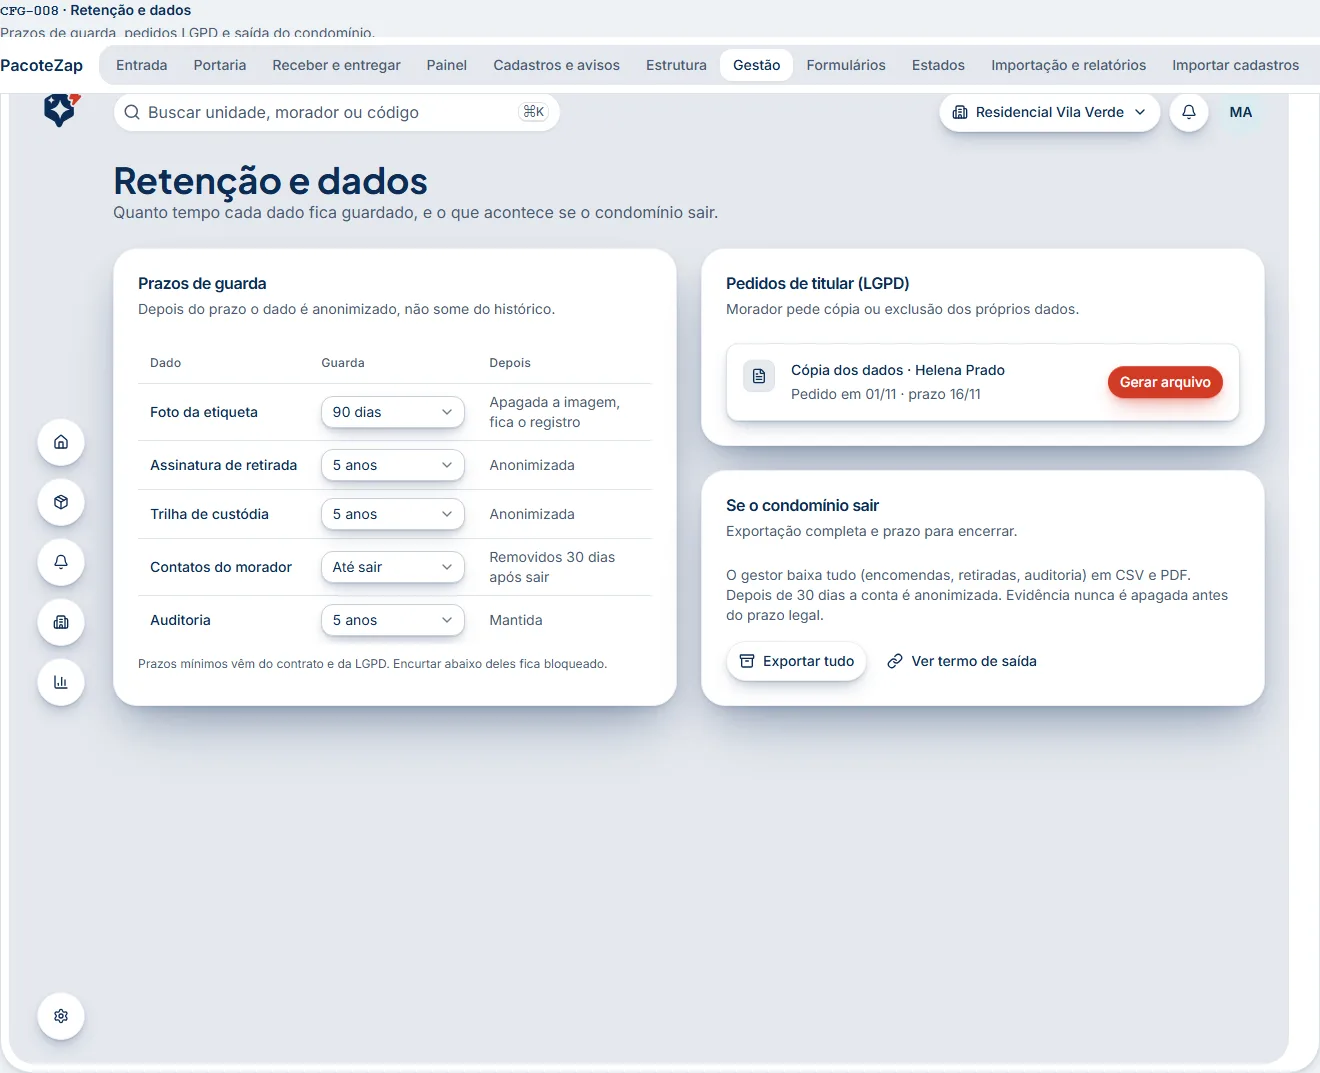 CFG-008 · Retenção e dados
Prazos de guarda, pedidos LGPD e saída do condomínio.
PacoteZap
Entrada
Portaria
Receber e entregar
Painel
Cadastros e avisos
Estrutura
Gestão
Formulários
Estados
Importação e relatórios
Importar cadastros
Buscar unidade, morador ou código
⌘K
Residencial Vila Verde
MA
Retenção e dados
Quanto tempo cada dado fica guardado, e o que acontece se o condomínio sair.
Prazos de guarda
Depois do prazo o dado é anonimizado, não some do histórico.
Dado Guarda Depois
Foto da etiqueta 90 dias Apagada a imagem,
fica o registro
Assinatura de retirada 5 anos Anonimizada
Trilha de custódia 5 anos Anonimizada
Contatos do morador Até sair Removidos 30 dias
após sair
Auditoria 5 anos Mantida
Prazos mínimos vêm do contrato e da LGPD. Encurtar abaixo deles fica bloqueado.
Pedidos de titular (LGPD)
Morador pede cópia ou exclusão dos próprios dados.
Cópia dos dados · Helena Prado
Pedido em 01/11 · prazo 16/11
Gerar arquivo
Se o condomínio sair
Exportação completa e prazo para encerrar.
O gestor baixa tudo (encomendas, retiradas, auditoria) em CSV e PDF.
Depois de 30 dias a conta é anonimizada. Evidência nunca é apagada antes
do prazo legal.
Exportar tudo
Ver termo de saída